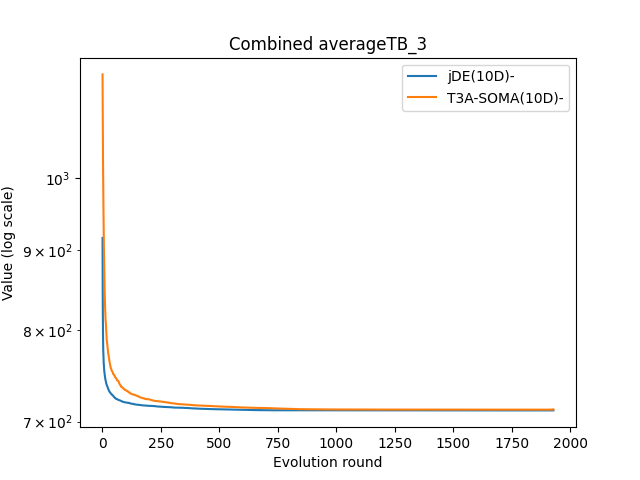 Combined averageTB_3
jDE(10D)-
T3A-SOMA(10D)-
Value (log scale)
10³
9 × 10²
8 × 10²
7 × 10²
0 250 500 750 1000 1250 1500 1750 2000
Evolution round